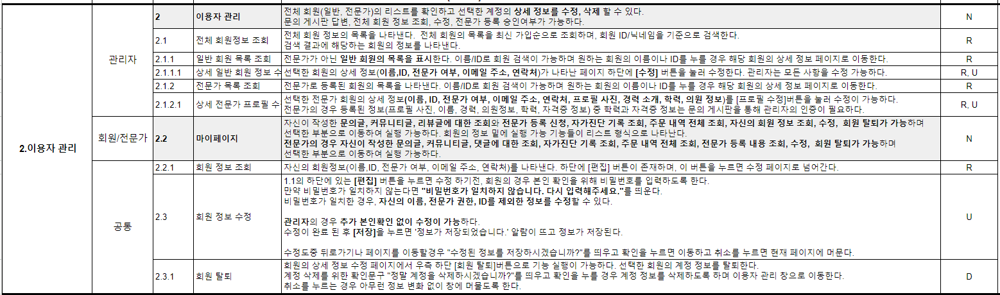 2.이용자 관리
관리자
2
이용자 관리
전체 회원(일반, 전문가)의 리스트를 확인하고 선택한 계정의 상세 정보를 수정, 삭제 할 수 있다.
문의 게시판 답변, 전체 회원 정보 조회, 수정, 전문가 등록 승인여부가 가능하다.
N
2.1
전체 회원정보 조회
전체 회원 정보의 목록을 나타낸다. 전체 회원의 목록을 최신 가입순으로 조회하며, 회원 ID/닉네임을 기준으로 검색한다.
검색 결과에 해당하는 회원의 정보를 나타낸다.
R
2.1.1
일반 회원 목록 조회
전문가가 아닌 일반 회원의 목록을 표시한다. 이름/ID로 회원 검색이 가능하며 원하는 회원의 이름이나 ID를 누를 경우 해당 회원의 상세 정보 페이지로 이동한다.
R
2.1.1.1
상세 일반 회원 정보 수
선택한 회원의 상세 정보(이름,ID, 전문가 여부, 이메일 주소, 연락처)가 나타난 페이지 하단에 [수정] 버튼을 눌러 수정한다. 관리자는 모든 사항을 수정 가능하다.
R, U
2.1.2
전문가 목록 조회
전문가로 등록된 회원의 목록을 나타낸다. 이름/ID로 회원 검색이 가능하며 원하는 회원의 이름이나 ID를 누를 경우 해당 회원의 상세 정보 페이지로 이동한다.
R
2.1.2.1
상세 전문가 프로필 수
선택한 전문가 회원의 상세 정보(이름, ID, 전문가 여부, 이메일 주소, 연락처, 프로필 사진, 경력 소개, 학력, 의원 정보)를 [프로필 수정]버튼을 눌러 수정이 가능하다.
전문가의 경우 등록된 정보(프로필 사진, 이름, 경력, 의원정보, 학력, 자격증 정보) 중 학력과 자격증 정보는 문의 게시판을 통해 관리자의 인증이 필요하다.
R, U
회원/전문가
2.2
마이페이지
자신이 작성한 문의글, 커뮤니티글, 리뷰글에 대한 조회와 전문가 등록 신청, 자가진단 기록 조회, 주문 내역 전체 조회, 자신의 회원 정보 조회, 수정, 회원 탈퇴가 가능하며
선택한 부분으로 이동하여 실행 가능하다. 회원의 정보 밑에 실행 가능 기능들이 리스트 형식으로 나타난다.
전문가의 경우 자신이 작성한 문의글, 커뮤니티글, 댓글에 대한 조회, 자가진단 기록 조회, 주문 내역 전체 조회, 전문가 등록 내용 조회, 수정, 회원 탈퇴가 가능하며
선택한 부분으로 이동하여 실행 가능하다.
N
공통
2.2.1
회원 정보 조회
자신의 회원정보(이름,ID, 전문가 여부, 이메일 주소, 연락처)를 나타낸다. 하단에 [편집] 버튼이 존재하며, 이 버튼을 누르면 수정 페이지로 넘어간다.
R
2.3
회원 정보 수정
1.1의 하단에 있는 [편집] 버튼을 누르면 수정 하기전, 회원의 경우 본인 확인을 위해 비밀번호를 입력하도록 한다.
만약 비밀번호가 일치하지 않는다면 "비밀번호가 일치하지 않습니다. 다시 입력해주세요."를 띄운다.
비밀번호가 일치한 경우, 자신의 이름, 전문가 권한, ID를 제외한 정보를 수정할 수 있다.
관리자의 경우 추가 본인확인 없이 수정이 가능하다.
수정이 완료 된 후 [저장]을 누르면 '정보가 저장되었습니다.' 알람이 뜨고 정보가 저장된다.
수정도중 뒤로가기나 페이지를 이동할경우 "수정된 정보를 저장하시겠습니까?"를 띄우고 확인을 누르면 이동하고 취소를 누르면 현재 페이지에 머문다.
U
2.3.1
회원 탈퇴
회원의 상세 정보 수정 페이지에서 우측 하단 [회원 탈퇴]버튼으로 기능 실행이 가능하다. 선택한 회원의 계정 정보를 탈퇴한다.
계정 삭제를 위한 확인문구 "정말 계정을 삭제하시겠습니까?"를 띄우고 확인을 누를 경우 계정 정보를 삭제하도록 하며 이용자 관리 창으로 이동한다.
취소를 누르는 경우 아무런 정보 변화 없이 창에 머물도록 한다.
D